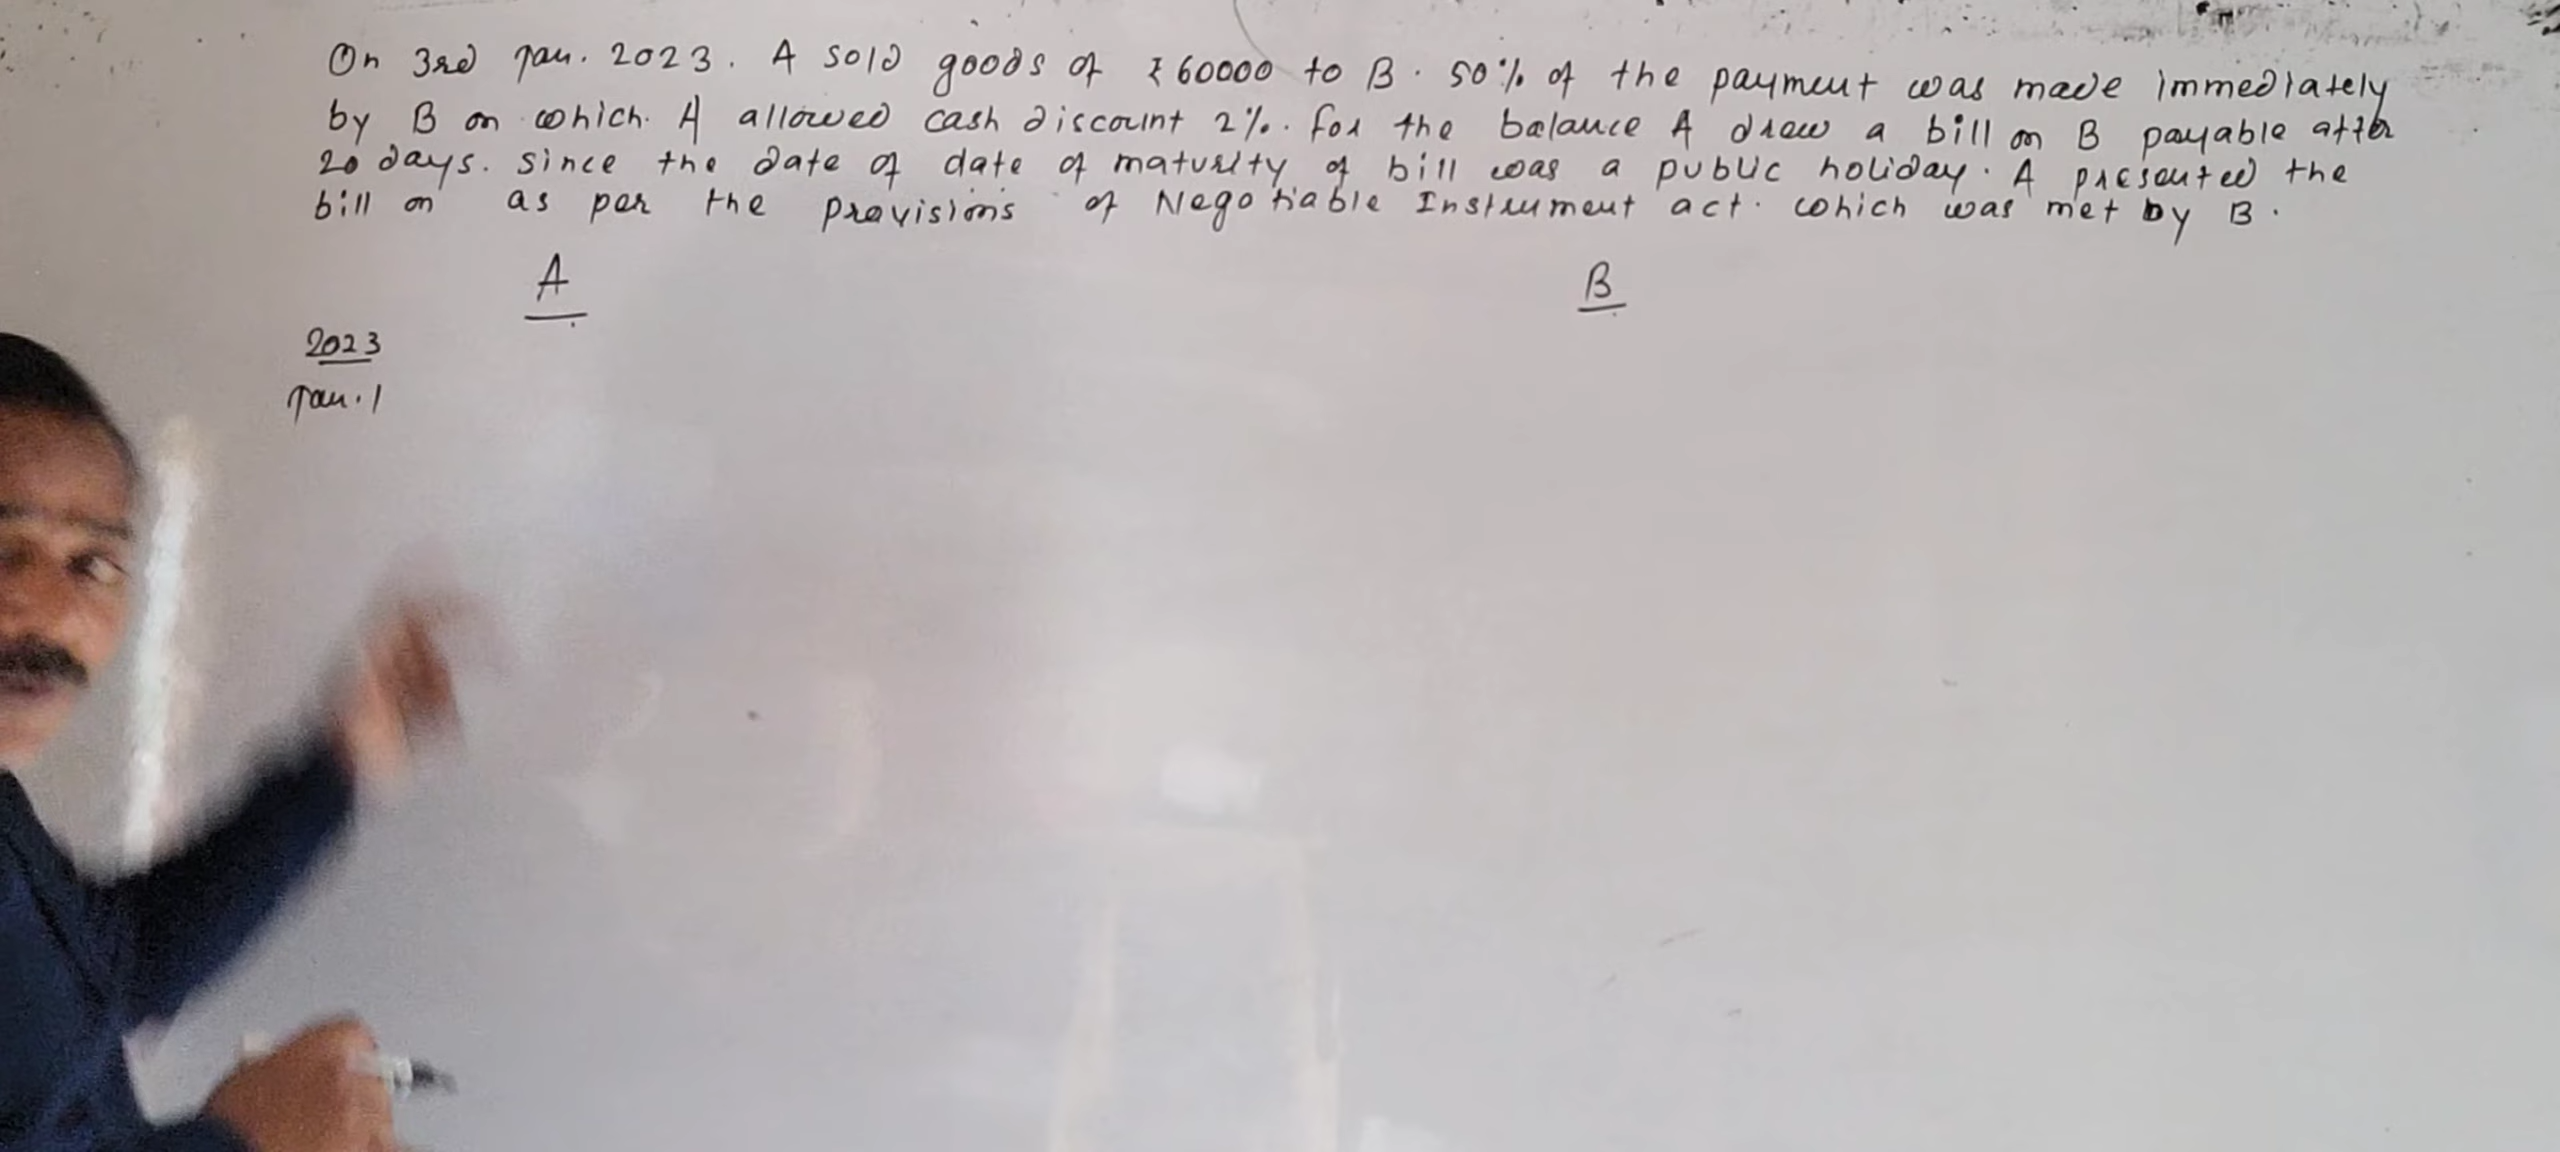 On 3rd Jan. 2023. A sold goods of ₹60000 to B. 50% of the payment was made immediately
by B on which. A allowed cash discount 2%. for the balance A drew a bill on B payable after
20 days. since the date of date of maturity of bill was a public holiday. A presented the
bill on as per the provisions of Negotiable Instrument act. which was met by B.
A B
2023
Jan. 1